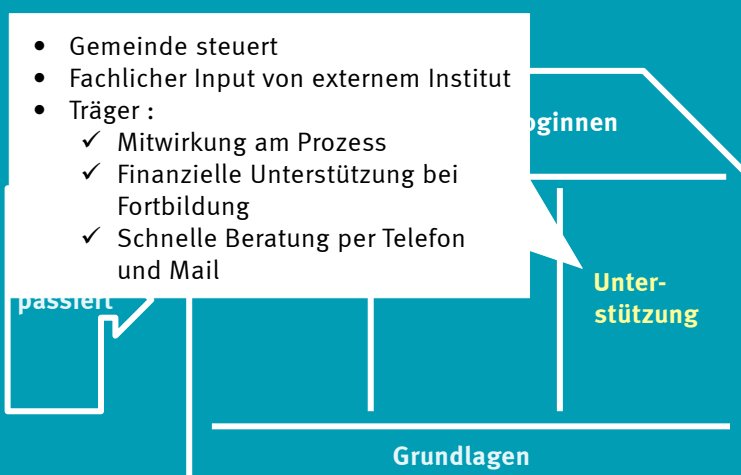 • Gemeinde steuert
• Fachlicher Input von externem Institut
• Träger :
✓ Mitwirkung am Prozess
✓ Finanzielle Unterstützung bei
Fortbildung
✓ Schnelle Beratung per Telefon
und Mail
oginnen
passiert
Unter-
stützung
Grundlagen